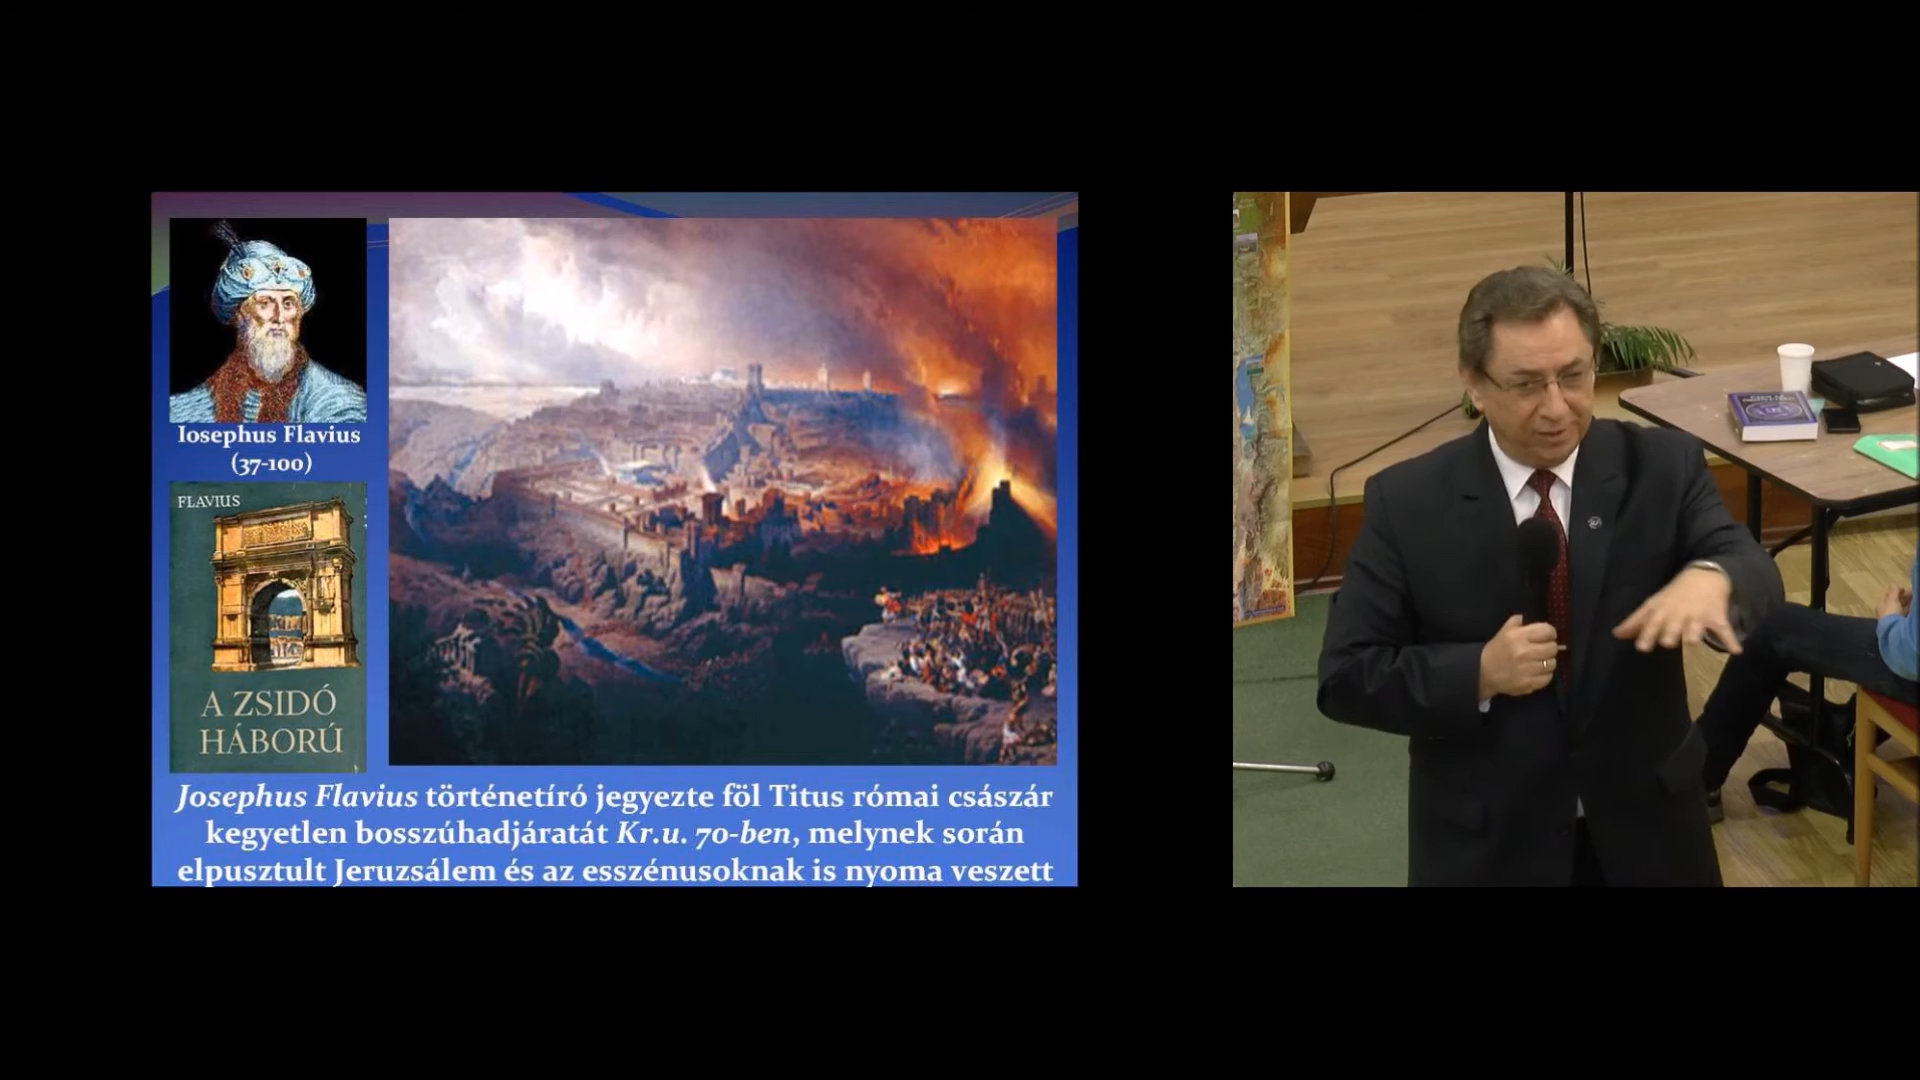 Iosephus Flavius
(37-100)
FLAVIUS
A ZSIDÓ
HÁBORÚ
Josephus Flavius történetíró jegyezte föl Titus római császár
kegyetlen bosszúhadjáratát Kr.u. 70-ben, melynek során
elpusztult Jeruzsálem és az esszénusoknak is nyoma veszett